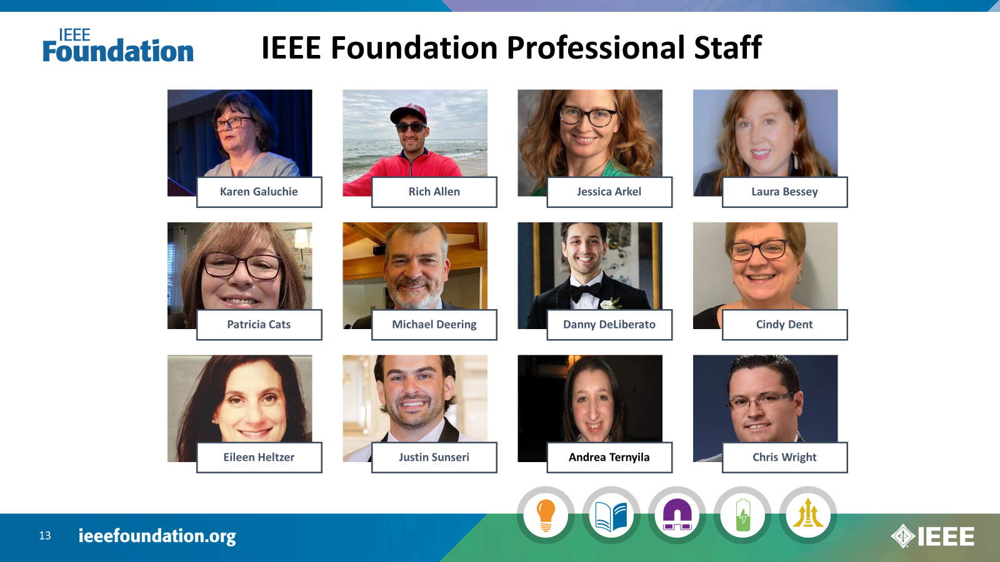 IEEE
Foundation
IEEE Foundation Professional Staff
Karen Galuchie
Rich Allen
Jessica Arkel
Laura Bessey
Patricia Cats
Michael Deering
Danny DeLiberato
Cindy Dent
Eileen Heltzer
Justin Sunseri
Andrea Ternyila
Chris Wright
13
ieeefoundation.org
IEEE